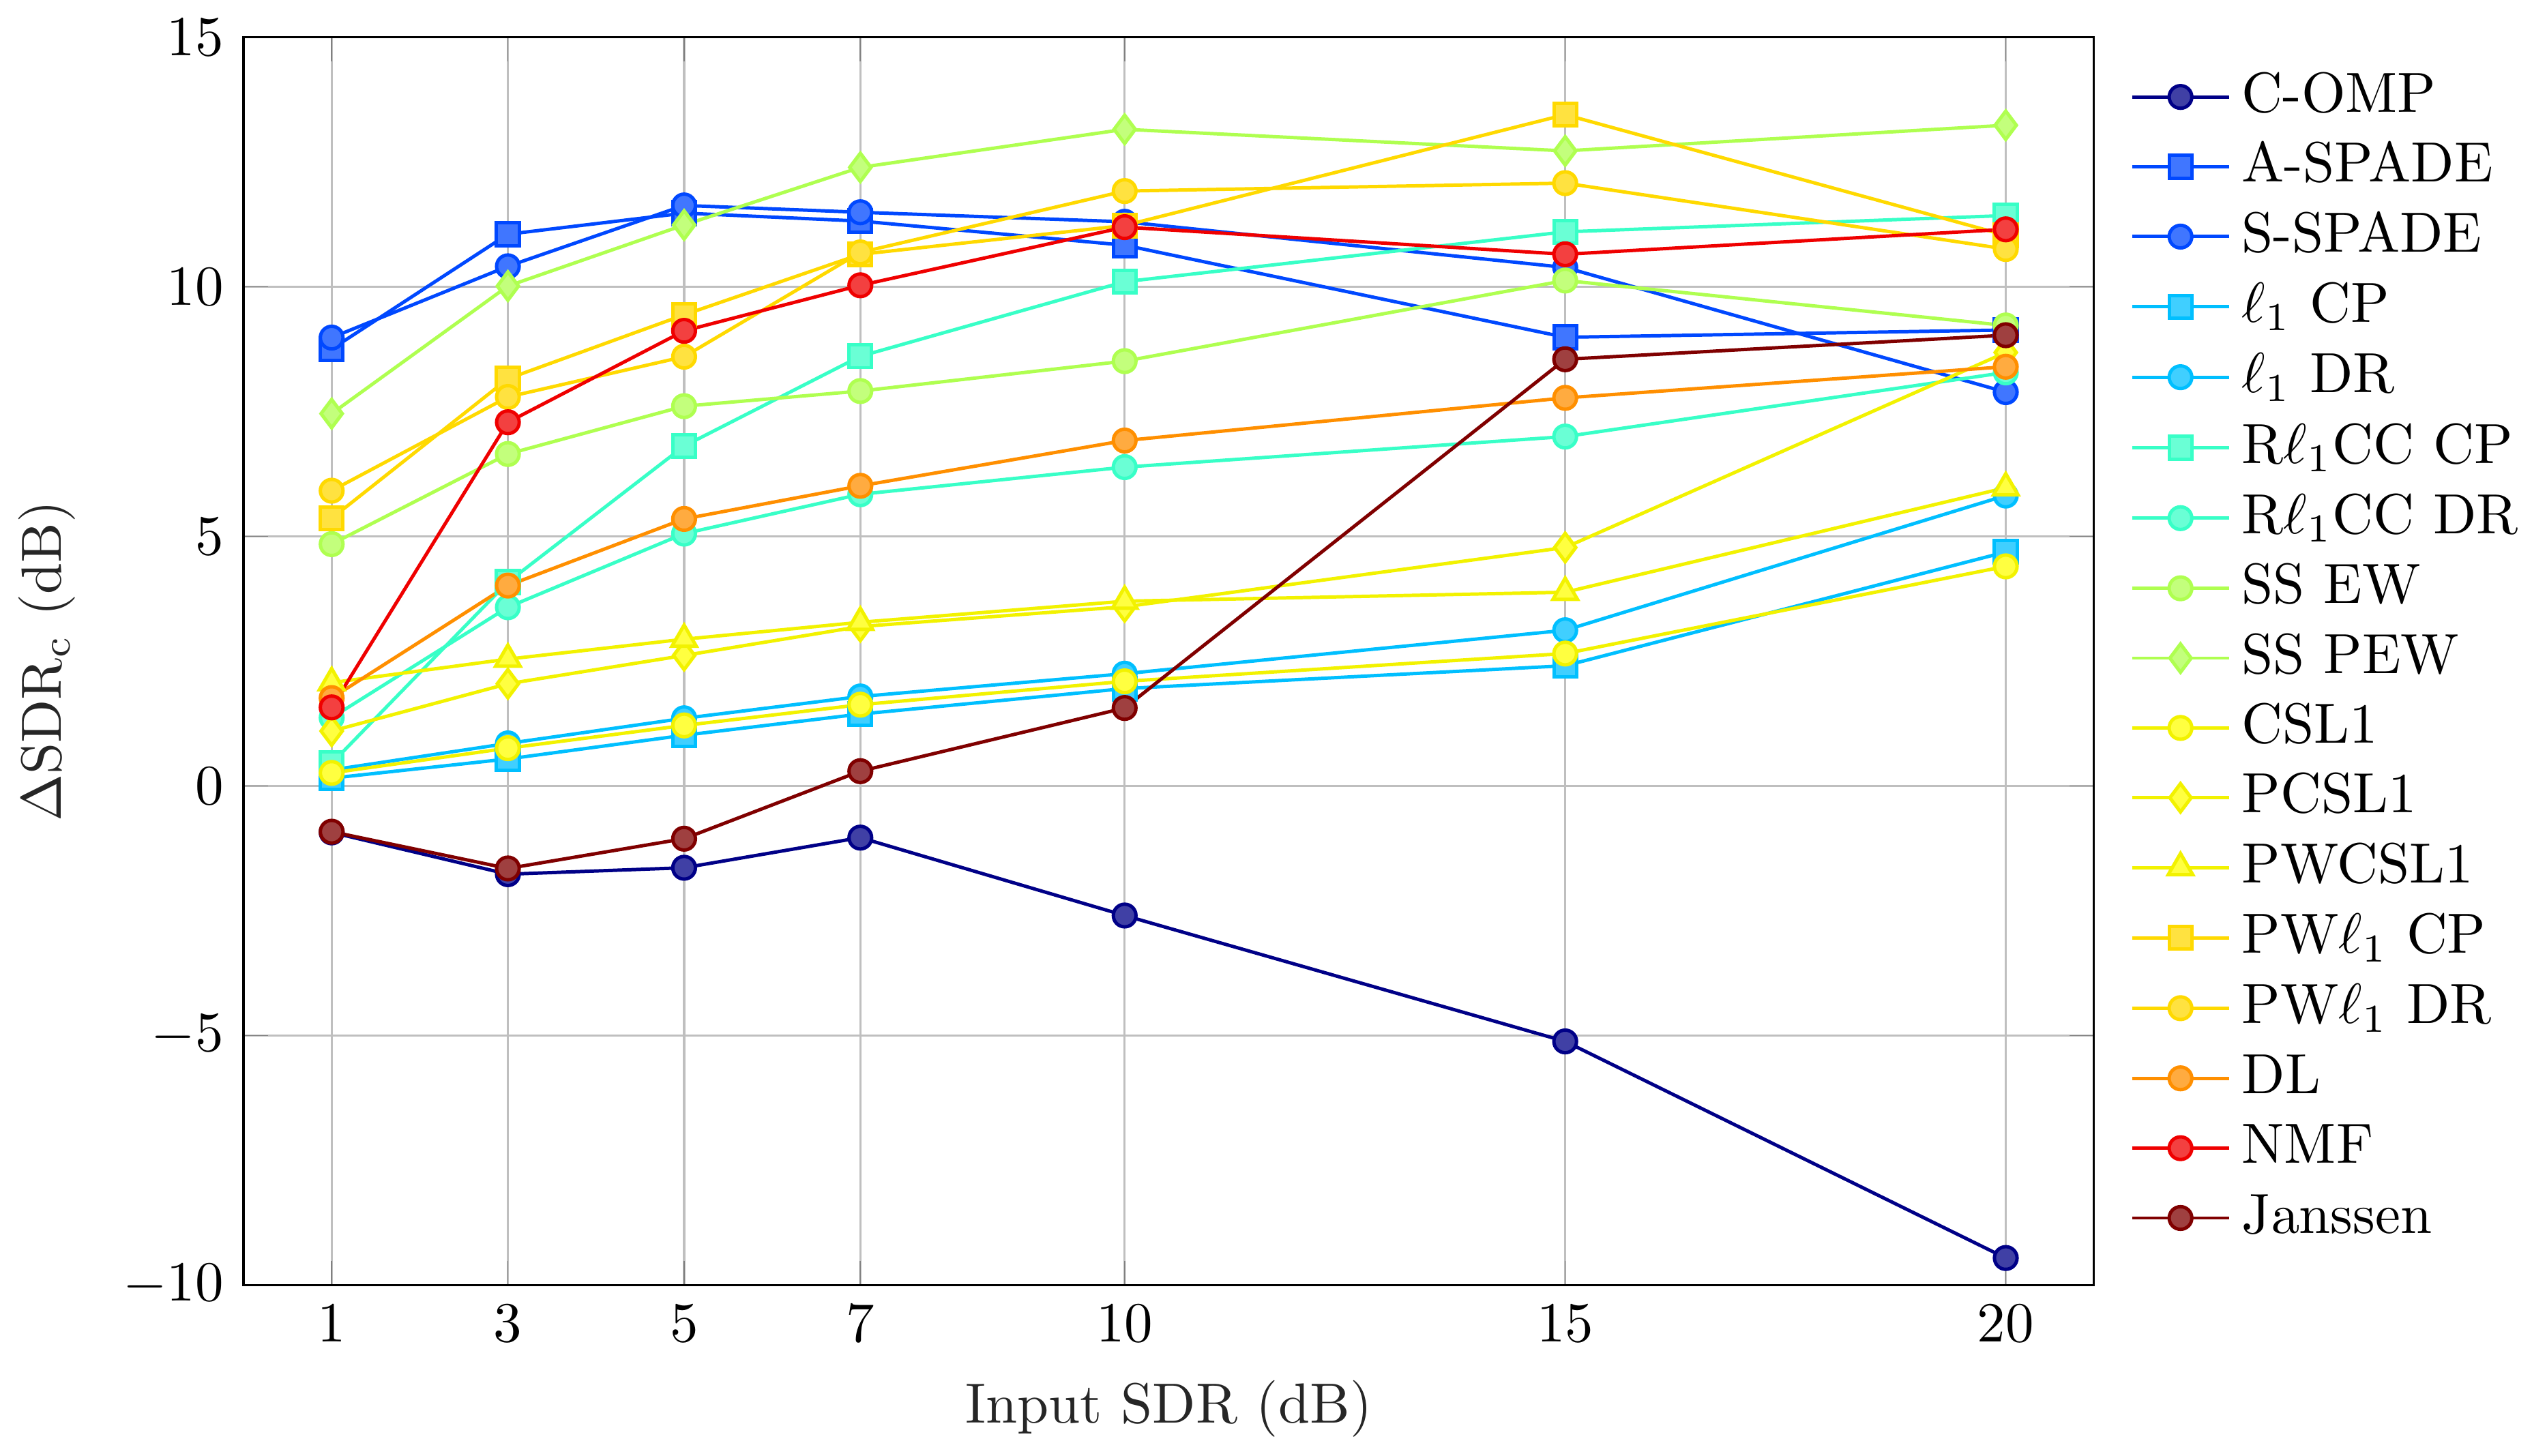 15
10
5
0
−5
−10
ΔSDR_c (dB)
1 3 5 7 10 15 20
Input SDR (dB)
C-OMP
A-SPADE
S-SPADE
ℓ₁ CP
ℓ₁ DR
Rℓ₁CC CP
Rℓ₁CC DR
SS EW
SS PEW
CSL1
PCSL1
PWCSL1
PWℓ₁ CP
PWℓ₁ DR
DL
NMF
Janssen